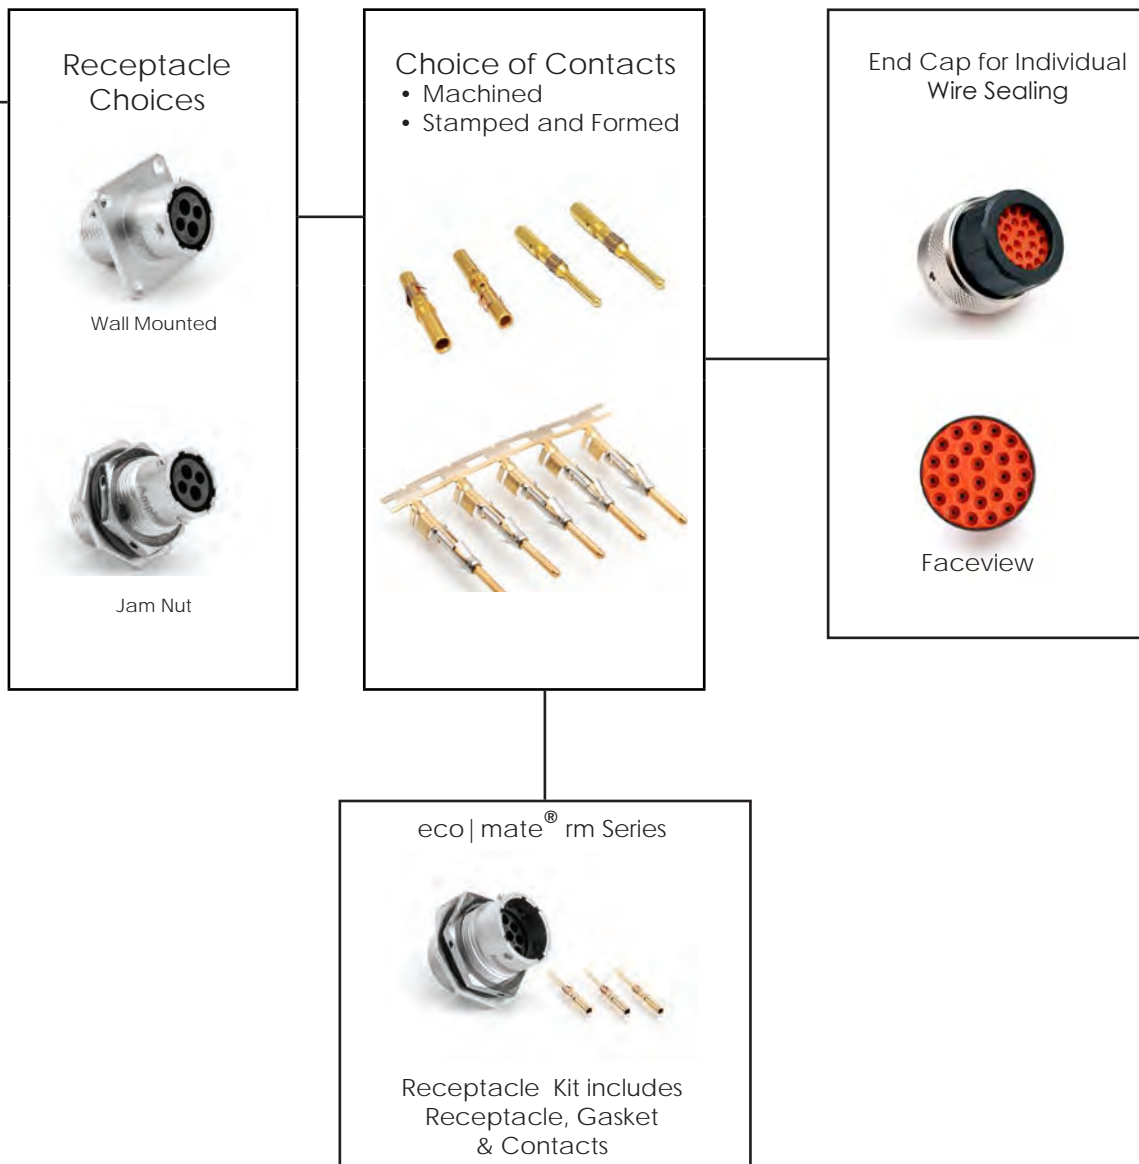 Receptacle
Choices
Wall Mounted
Jam Nut
Choice of Contacts
• Machined
• Stamped and Formed
End Cap for Individual
Wire Sealing
Faceview
eco|mate® rm Series
Receptacle Kit includes
Receptacle, Gasket
& Contacts